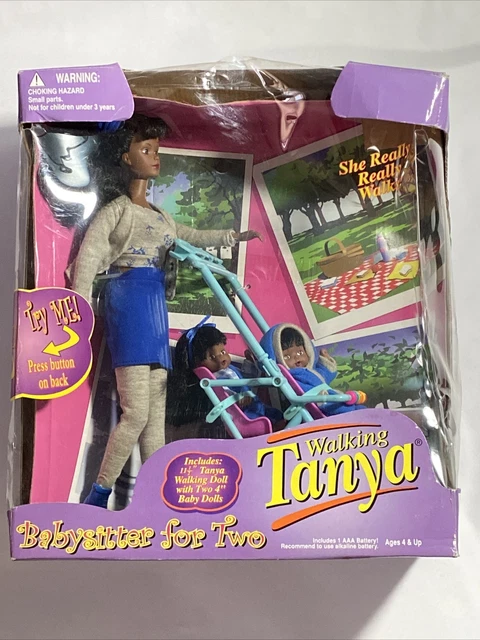 WARNING:
CHOKING HAZARD
Small parts.
Not for children under 3 years
She Really
Really
Walks
Try ME!
Press button
on back
Includes:
11½" Tanya
Walking Doll
with Two 4"
Baby Dolls
Walking
Tanya®
Babysitter for Two
Includes 1 AAA Battery!
Recommend to use alkaline battery.
Ages 4 & Up